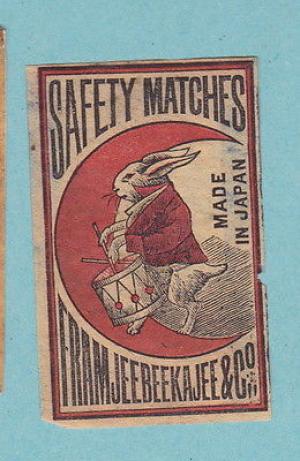 SAFETY MATCHES
MADE
IN JAPAN
FRAMJEEBEEKAJEE & Co.